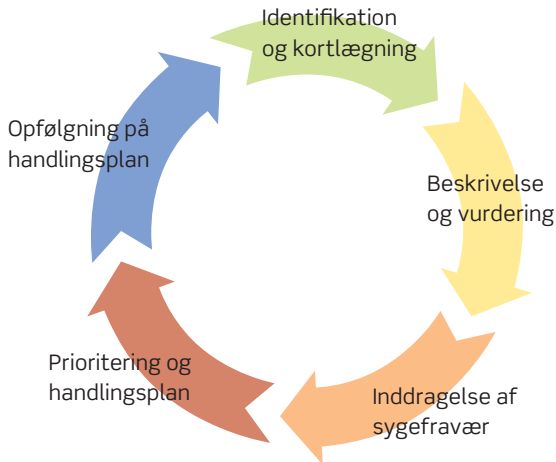 Identifikation
og kortlægning
Beskrivelse
og vurdering
Inddragelse af
sygefravær
Prioritering og
handlingsplan
Opfølgning på
handlingsplan